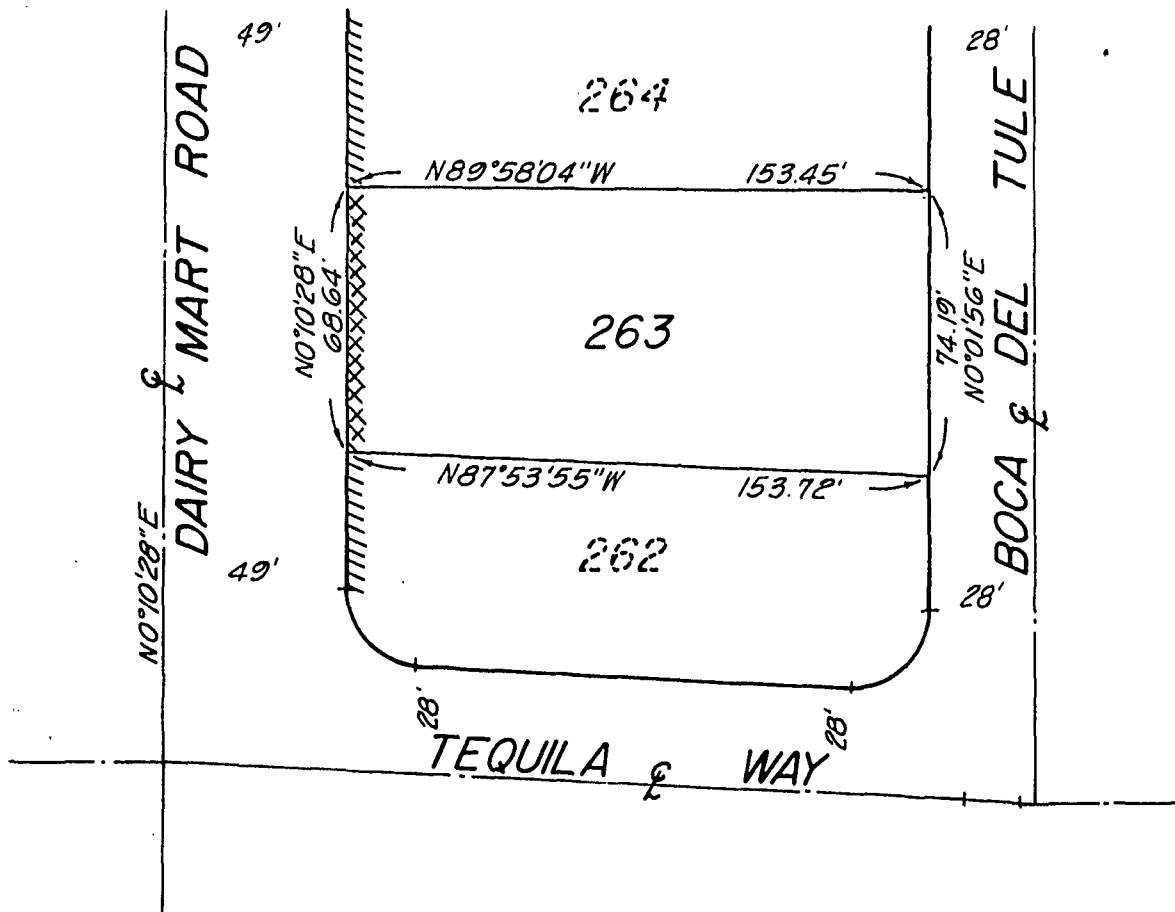 49'
28'
DAIRY ℄ MART ROAD
264
BOCA ℄ DEL TULE
N89°58'04"W 153.45'
N0°10'28"E
68.64'
263
74.19'
N0°01'56"E
N87°53'55"W 153.72'
N0°10'28"E
49'
262
28'
28'
28'
TEQUILA ℄ WAY